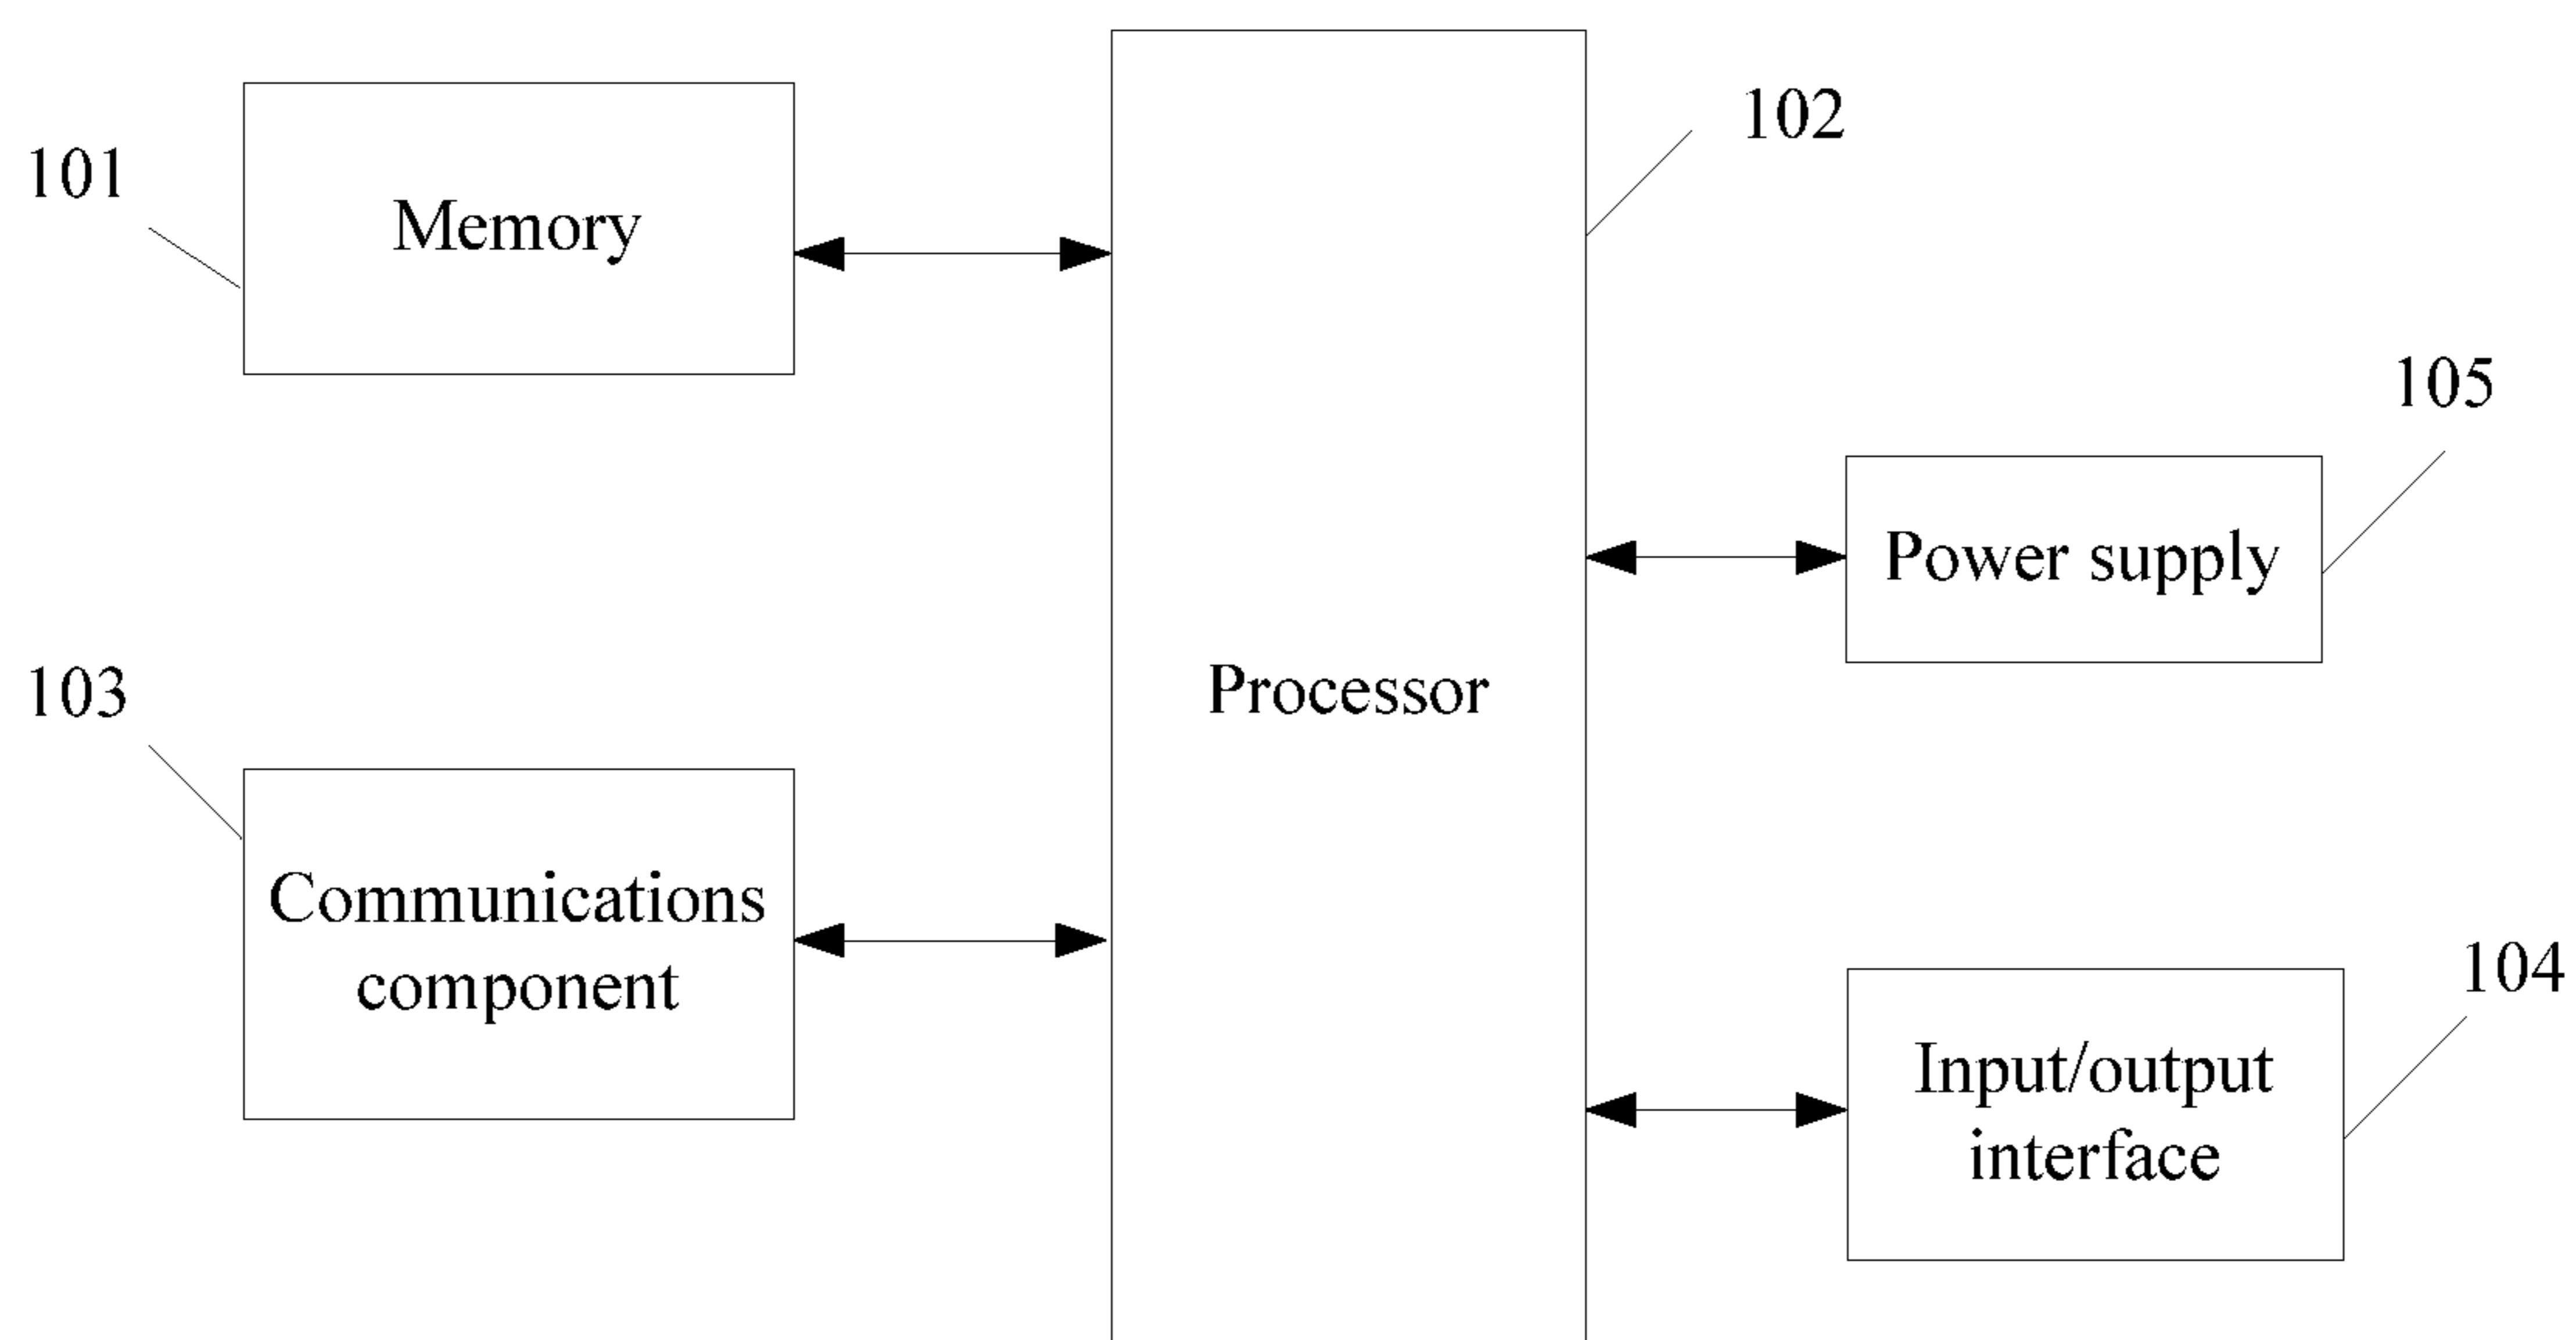 101
Memory
102
105
Power supply
103
Processor
Communications
component
104
Input/output
interface